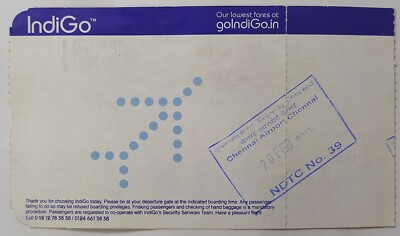 IndiGo™
Our lowest fares at
goIndiGo.in
Security Checked
Chennai Airport, Chennai
NDTC No. 39
Thank you for choosing IndiGo today. Please be at your departure gate at the indicated boarding time. Any passenger
failing to do so may be refused boarding privileges. Frisking passengers and checking of hand baggage is a mandatory
procedure. Passengers are requested to co-operate with IndiGo's Security Services Team. Have a pleasant flight.